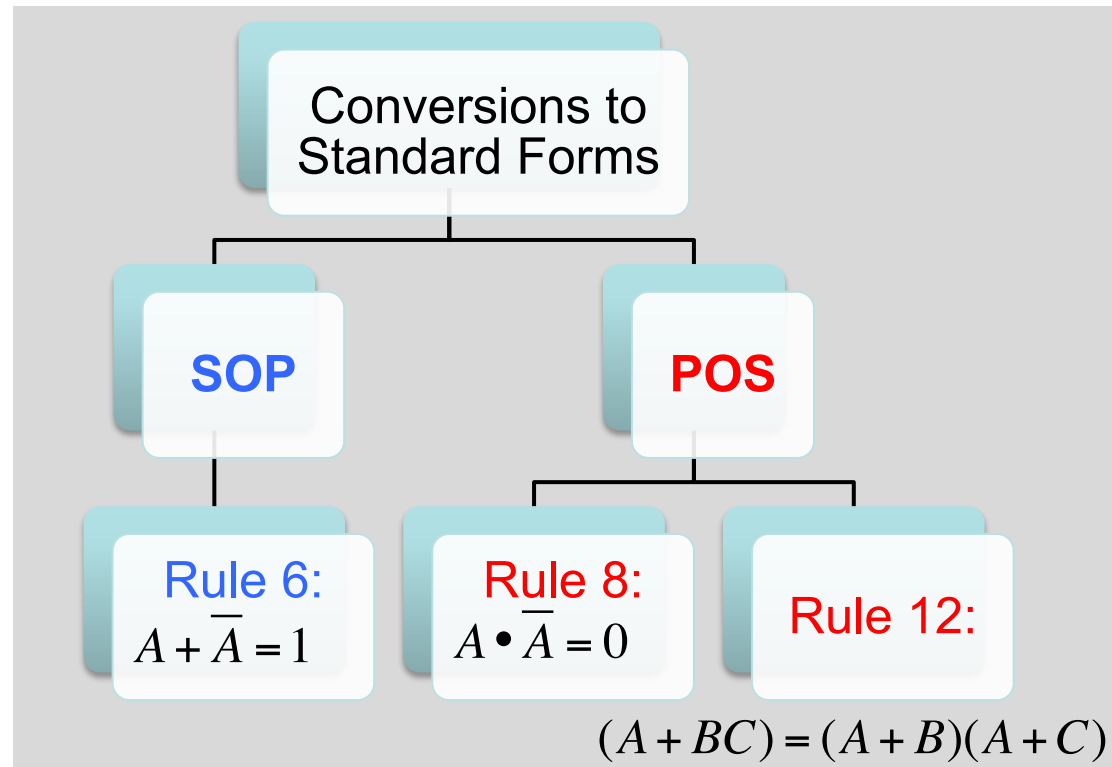 Conversions to
Standard Forms
SOP
POS
Rule 6:
A + A̅ = 1
Rule 8:
A • A̅ = 0
Rule 12:
(A + BC) = (A + B)(A + C)